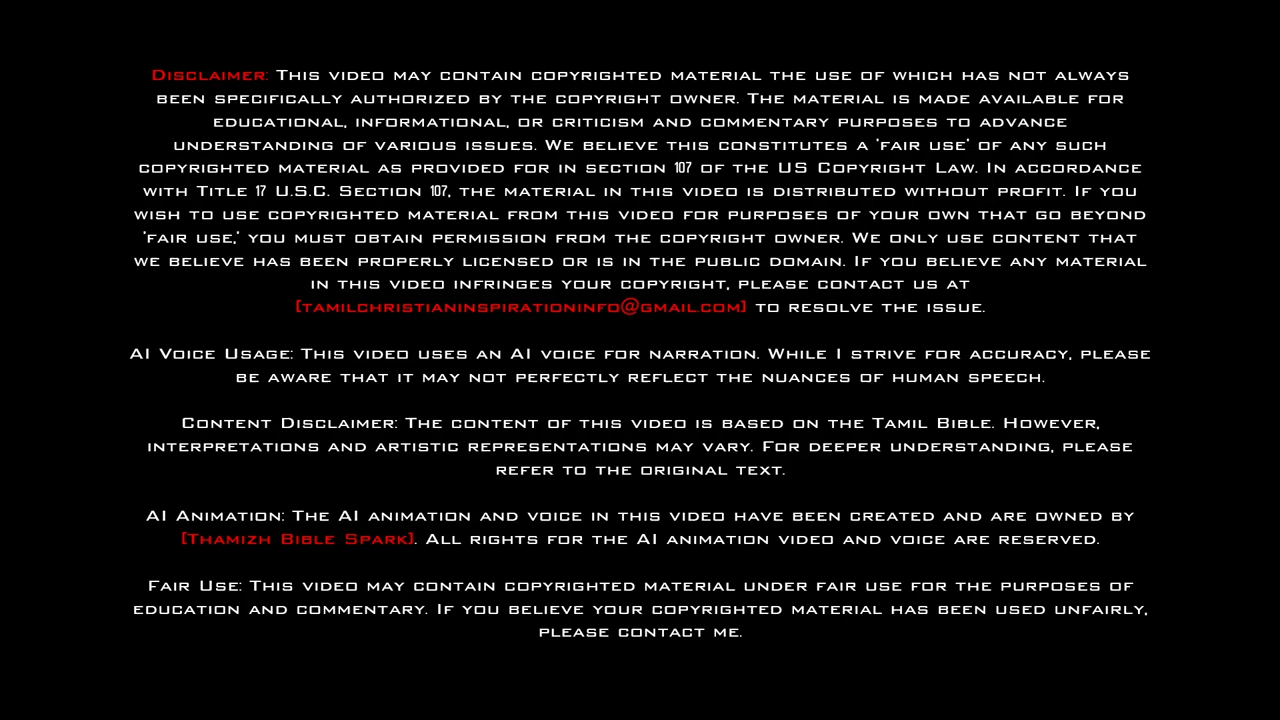 Disclaimer: This video may contain copyrighted material the use of which has not always
been specifically authorized by the copyright owner. The material is made available for
educational, informational, or criticism and commentary purposes to advance
understanding of various issues. We believe this constitutes a 'fair use' of any such
copyrighted material as provided for in section 107 of the US Copyright Law. In accordance
with Title 17 U.S.C. Section 107, the material in this video is distributed without profit. If you
wish to use copyrighted material from this video for purposes of your own that go beyond
'fair use,' you must obtain permission from the copyright owner. We only use content that
we believe has been properly licensed or is in the public domain. If you believe any material
in this video infringes your copyright, please contact us at
[tamilchristianinspirationinfo@gmail.com] to resolve the issue.
AI Voice Usage: This video uses an AI voice for narration. While I strive for accuracy, please
be aware that it may not perfectly reflect the nuances of human speech.
Content Disclaimer: The content of this video is based on the Tamil Bible. However,
interpretations and artistic representations may vary. For deeper understanding, please
refer to the original text.
AI Animation: The AI animation and voice in this video have been created and are owned by
[Thamizh Bible Spark]. All rights for the AI animation video and voice are reserved.
Fair Use: This video may contain copyrighted material under fair use for the purposes of
education and commentary. If you believe your copyrighted material has been used unfairly,
please contact me.